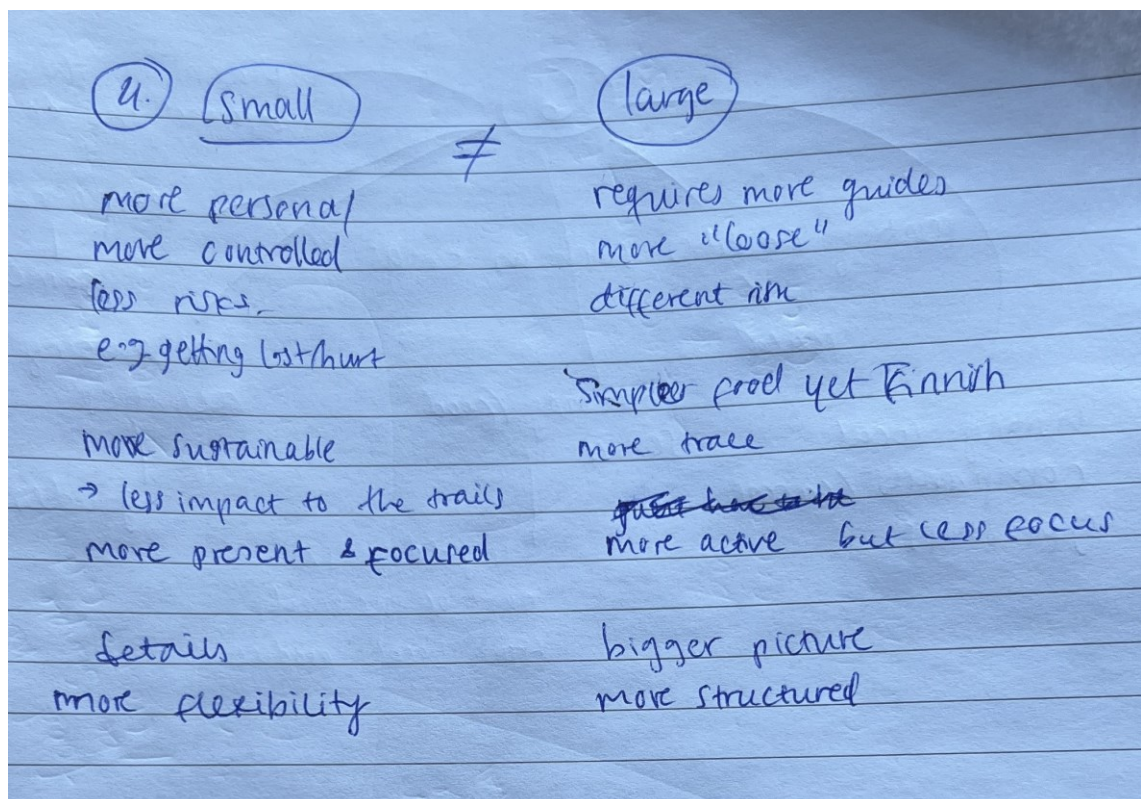 4. small ≠ large
more personal
more controlled
less risks.
e.g. getting lost/hurt
more sustainable
→ less impact to the trails
more present & focused
details
more flexibility
requires more guides
more "loose"
different risk
Simpler food yet Finnish
more trace
more active but less focus
bigger picture
more structured